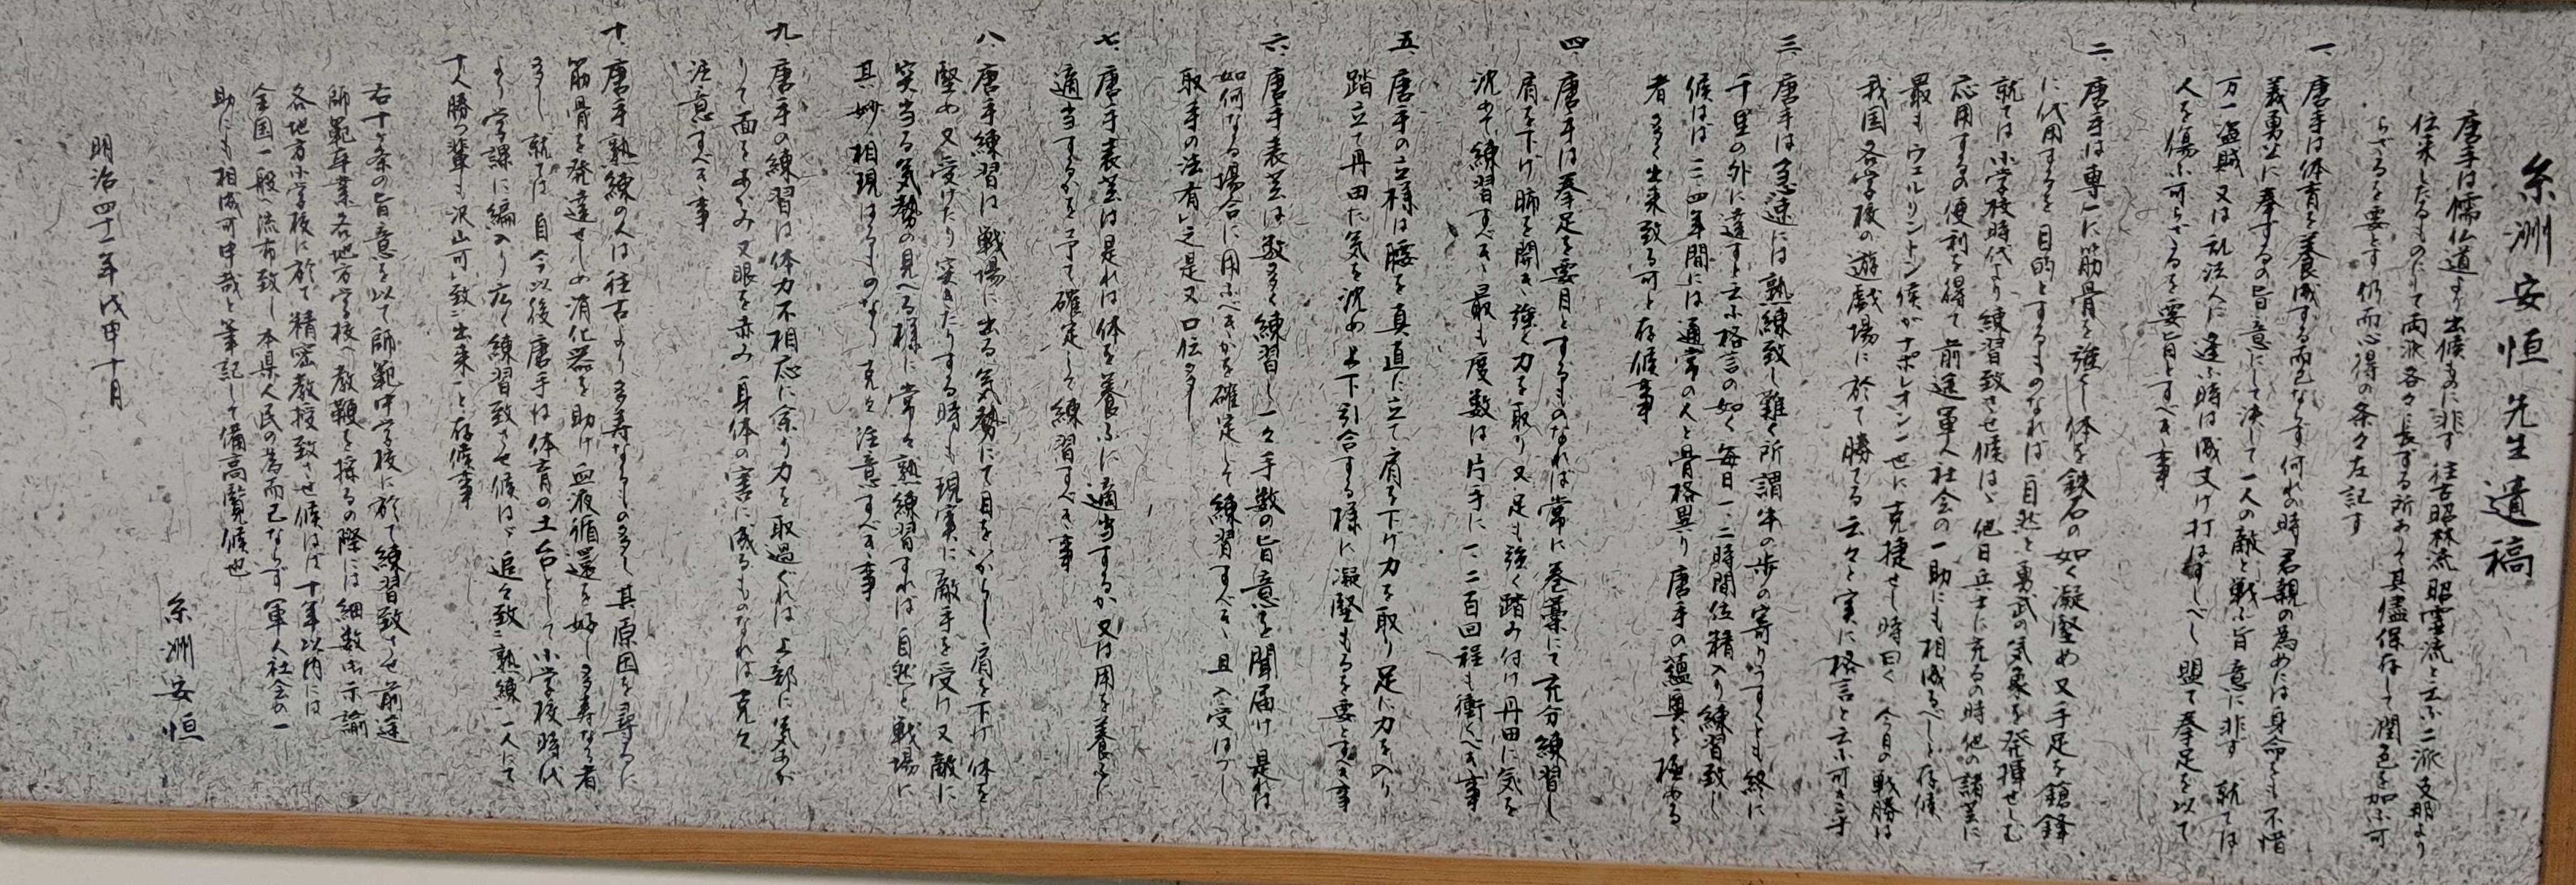 糸洲安恒先生遺稿
唐手は儒仏道より出候ものに非ず往古昭林流昭霊流と云ふ二派支那より
伝来したるものにして両派各々長ずる所ありて其儘保存して潤色を加ふ可
らざるを要とす仍而心得の条々左記す
一、唐手は体育を養成する而已ならず何れの時君親の為めには身命をも不惜
義勇公に奉ずるの旨意にして決して一人の敵と戦ふ旨意に非ず就ては
万一盗賊又は乱法人に逢ふ時は成丈け打はずすべし盟て拳足を以て
人を傷ふ可らざるを要旨とすべき事
二、唐手は専一に筋骨を強くし体を鉄石の如く凝堅め又手足を鎗鋒
に代用するを目的とするものなれば自然と勇武の気象を発揮せしむ
就ては小学校時代より練習致させ候はゞ他日兵士に充るの時他の諸芸に
応用するの便利を得て前途軍人社会の一助にも相成るべしと存候
最もウェルリントン侯がナポレオン一世に克捷せし時曰く今日の戦勝は
我国各学校の遊戯場に於て勝てる云々と実に格言と云ふ可き乎
三、唐手は急速には熟練致し難く所謂牛の歩の寄りうすくとも終に
千里の外に達すと云ふ格言の如く毎日一二時間位精入り練習致し
候はば三四年間には通常の人と骨格異り唐手の蘊奥を極める
者多く出来致る可と存候事
四、唐手は拳足を要目とするものなれば常に巻藁にて充分練習し
肩を下げ肺を開き強く力を取り又足も強く踏み付け丹田に気を
沈めて練習すべき最も度数は片手に一、二百回程も衝くべき事
五、唐手の立様は腰を真直に立て肩を下げ力を取り足に力を入り
踏立て丹田に気を沈め上下引合する様に凝堅もるを要とすべき事
六、唐手表芸は数多く練習し一々手数の旨意を聞届け是れは
如何なる場合に用ふべきかを確定して練習すべき且入受はづし
取手の法有之是又口伝多し
七、唐手表芸は是れは体を養ふに適当するか又は用を養ふに
適当するかを予て確定して練習すべき事
八、唐手練習は戦場に出る気勢にて目をいからし肩を下げ体を
堅め又受けたり突きたりする時も現実に敵手を受け又敵に
突当る気勢の見へる様に常々熟練習すれば自然と戦場に
其妙相現はるものなり克々注意すべき事
九、唐手の練習は体力不相応に余り力を取過ぐれば上部に気あが
りて面をあかみ又眼を赤み身体の害に成るものなれば克々
注意すべき事
十、唐手熟練の人は往古より多寿なるもの多し其原因を尋るに
筋骨を発達せしめ消化器を助け血液循環を好し多寿なる者
多し就ては自今以後唐手は体育の土台として小学校時代
より学課に編入り広く練習致させ候はゞ追々致熟練一人にて
十人勝の輩も沢山可致出来と存候事
右十ヶ条の旨意を以て師範中学校に於て練習致させ前途
師範卒業各地方学校へ教鞭を採るの際には細敷御示諭
各地方小学校に於て精密教授致させ候はば十年以内には
全国一般へ流布致し本県人民の為而已ならず軍人社会の一
助にも相成可申哉と筆記して備高覧候也
明治四十一年戊申十月
糸洲安恒